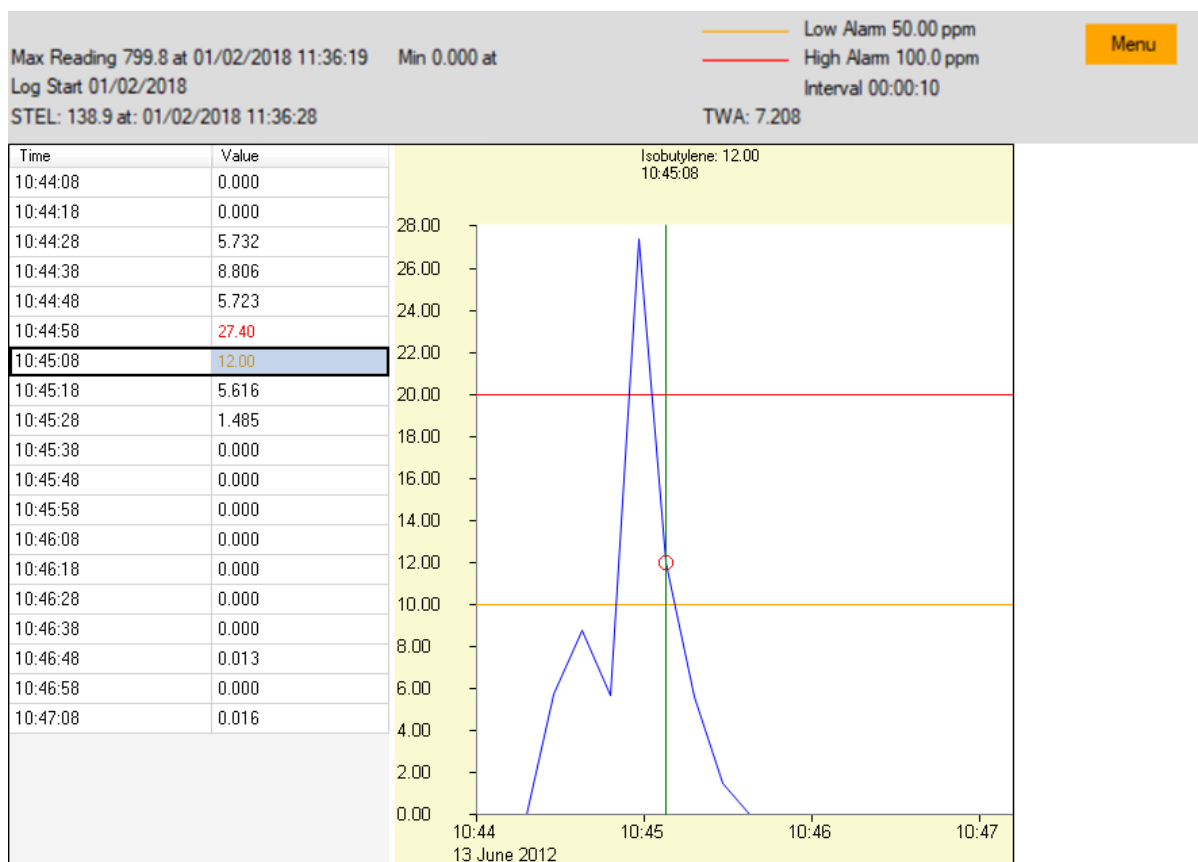 Max Reading 799.8 at 01/02/2018 11:36:19 Min 0.000 at
Log Start 01/02/2018
STEL: 138.9 at: 01/02/2018 11:36:28
Low Alarm 50.00 ppm
High Alarm 100.0 ppm
Interval 00:00:10
TWA: 7.208
Menu
Time Value
10:44:08 0.000
10:44:18 0.000
10:44:28 5.732
10:44:38 8.806
10:44:48 5.723
10:44:58 27.40
10:45:08 12.00
10:45:18 5.616
10:45:28 1.485
10:45:38 0.000
10:45:48 0.000
10:45:58 0.000
10:46:08 0.000
10:46:18 0.000
10:46:28 0.000
10:46:38 0.000
10:46:48 0.013
10:46:58 0.000
10:47:08 0.016
Isobutylene: 12.00
10:45:08
28.00
26.00
24.00
22.00
20.00
18.00
16.00
14.00
12.00
10.00
8.00
6.00
4.00
2.00
0.00
10:44 10:45 10:46 10:47
13 June 2012